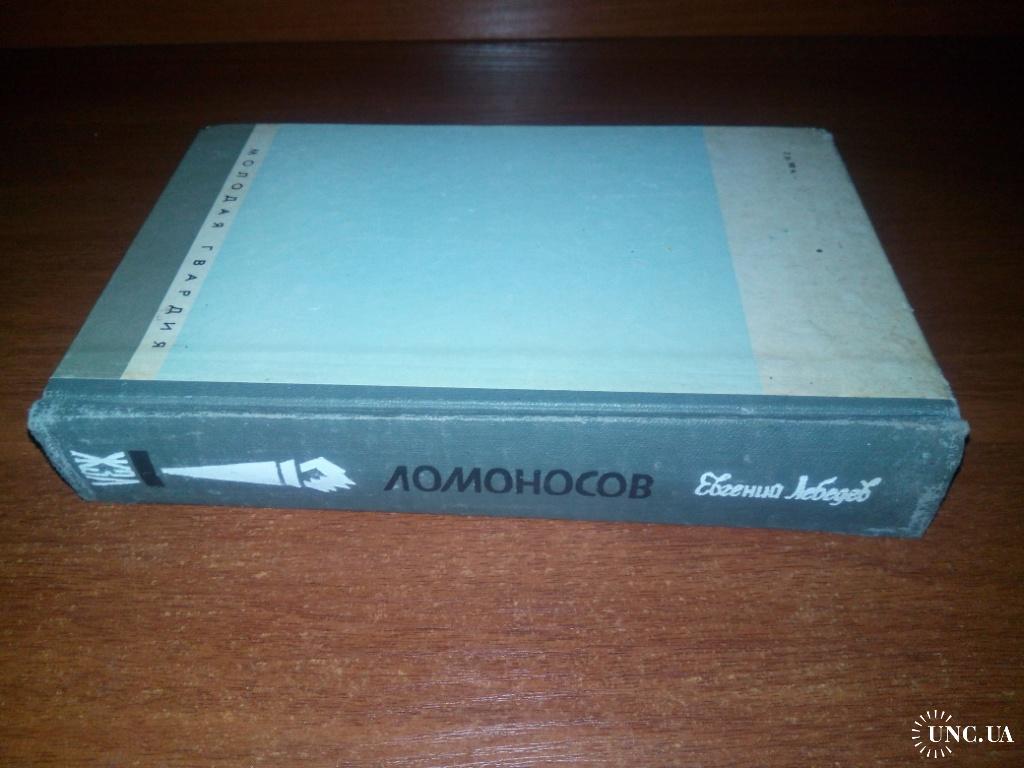 МОЛОДАЯ ГВАРДИЯ
ЖЗЛ
ЛОМОНОСОВ
Евгений Лебедев
UNC.UA